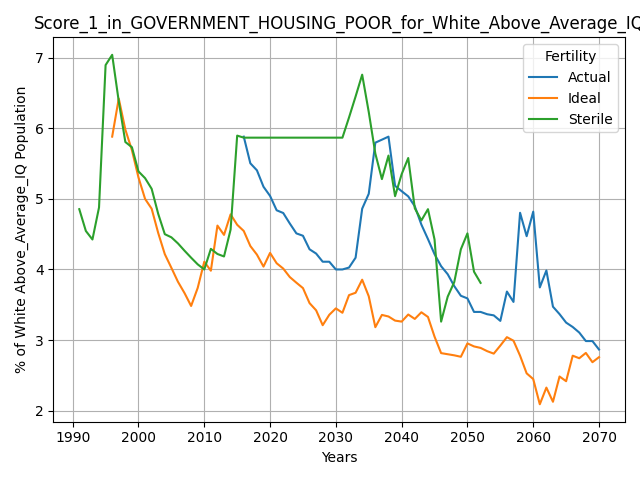 Score_1_in_GOVERNMENT_HOUSING_POOR_for_White_Above_Average_IQ
% of White Above_Average_IQ Population
7
6
5
4
3
2
Fertility
Actual
Ideal
Sterile
1990 2000 2010 2020 2030 2040 2050 2060 2070
Years